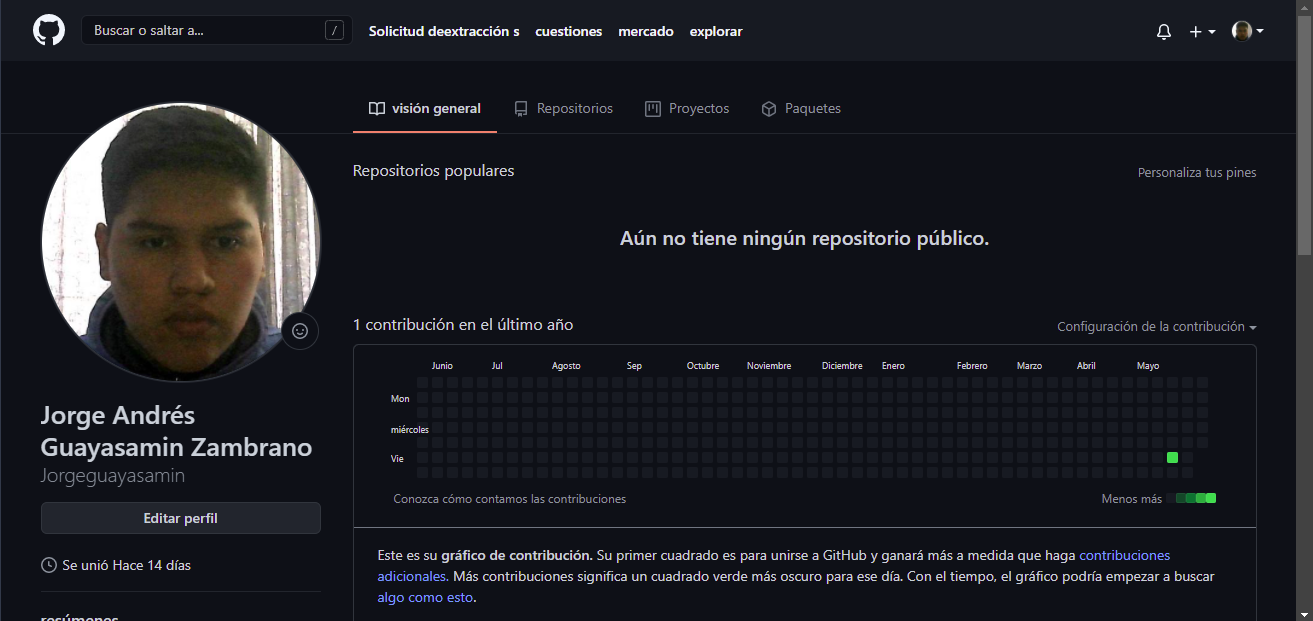 Buscar o saltar a...
/
Solicitud deextracción s cuestiones mercado explorar
visión general Repositorios Proyectos Paquetes
Repositorios populares
Personaliza tus pines
Aún no tiene ningún repositorio público.
1 contribución en el último año
Configuración de la contribución
Junio Jul Agosto Sep Octubre Noviembre Diciembre Enero Febrero Marzo Abril Mayo
Mon
miércoles
Vie
Conozca cómo contamos las contribuciones
Menos más
Este es su gráfico de contribución. Su primer cuadrado es para unirse a GitHub y ganará más a medida que haga contribuciones
adicionales. Más contribuciones significa un cuadrado verde más oscuro para ese día. Con el tiempo, el gráfico podría empezar a buscar
algo como esto.
Jorge Andrés
Guayasamin Zambrano
Jorgeguayasamin
Editar perfil
Se unió Hace 14 días
resúmenes